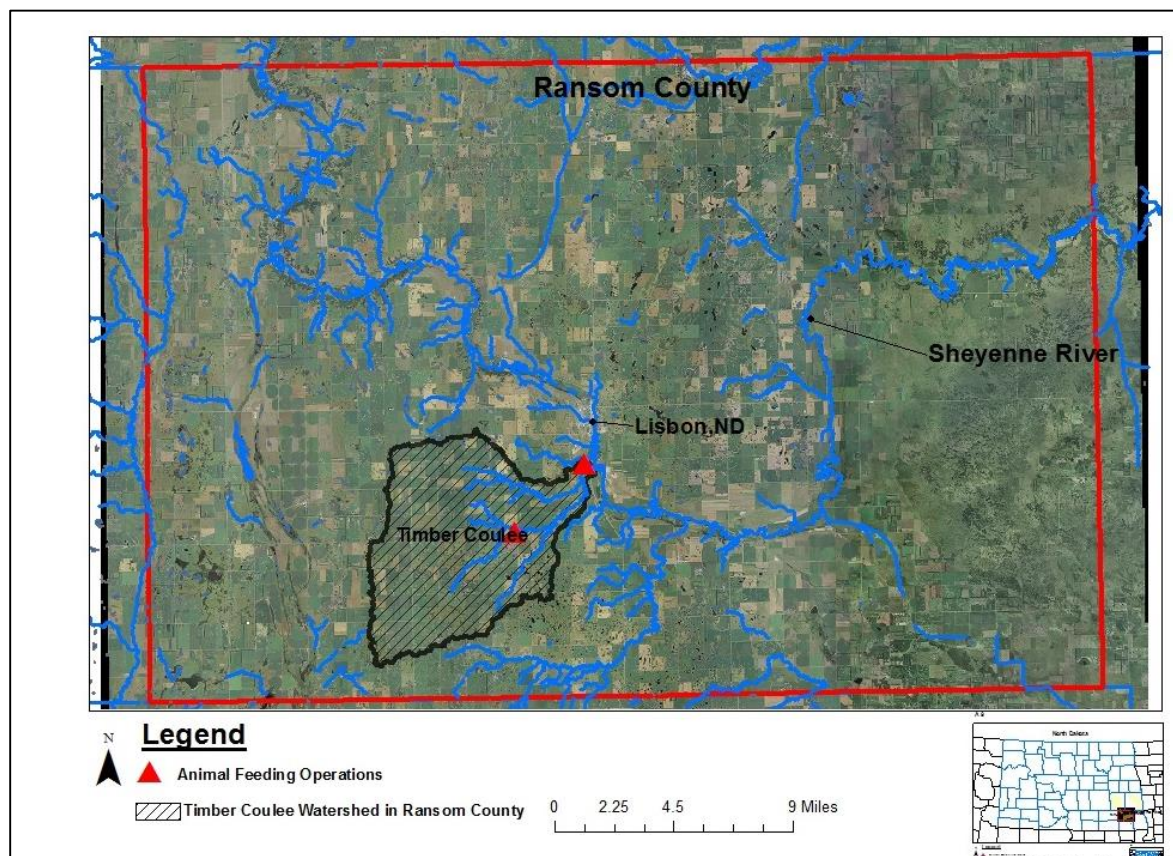 Ransom County
Sheyenne River
Lisbon,ND
Timber Coulee
N
Legend
Animal Feeding Operations
Timber Coulee Watershed in Ransom County
0 2.25 4.5 9 Miles
North Dakota
Legend